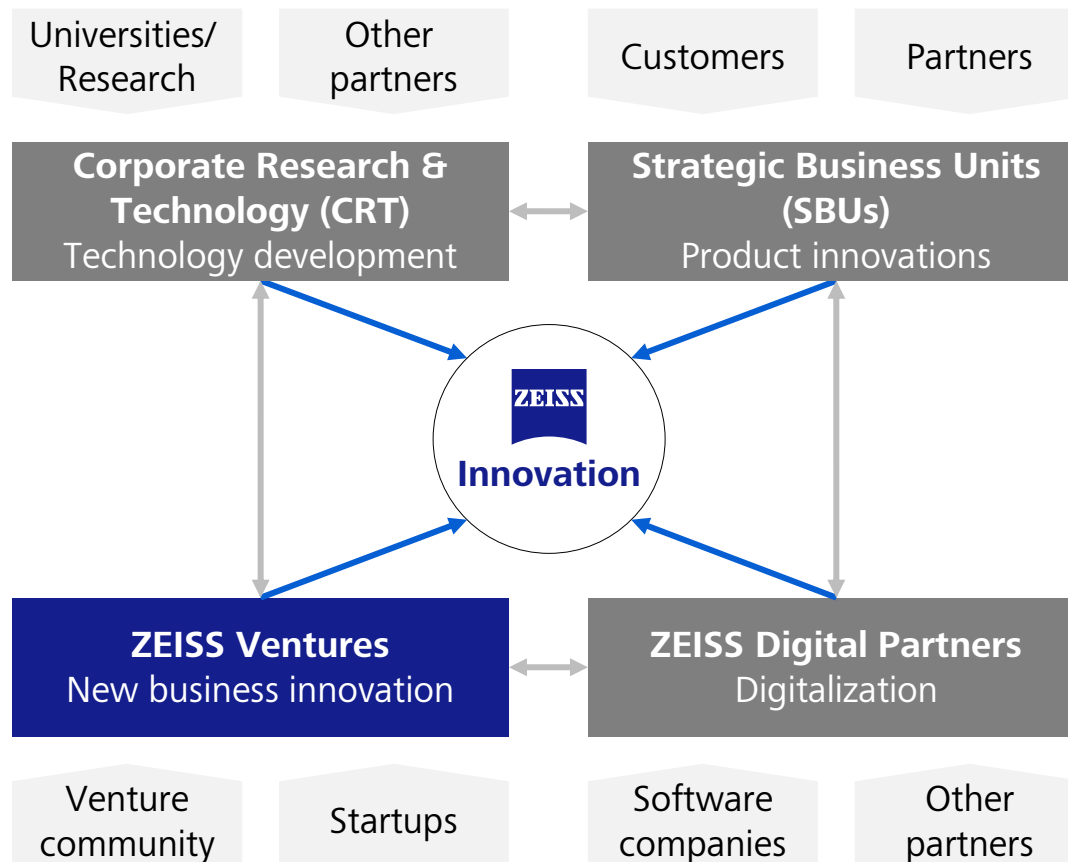 Universities/
Research
Other
partners
Customers
Partners
Corporate Research &
Technology (CRT)
Technology development
Strategic Business Units
(SBUs)
Product innovations
ZEISS
Innovation
ZEISS Ventures
New business innovation
ZEISS Digital Partners
Digitalization
Venture
community
Startups
Software
companies
Other
partners